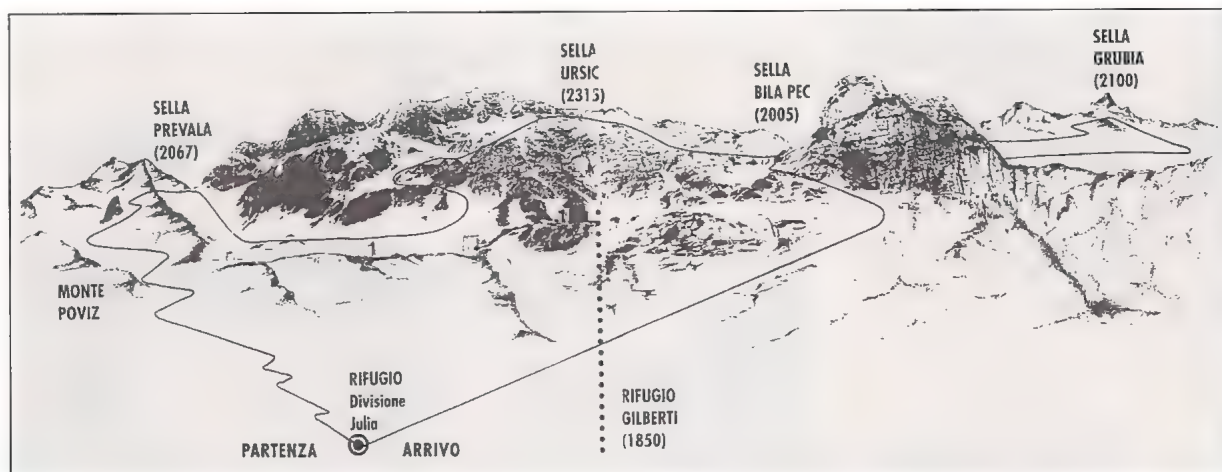 SELLA
PREVALA
(2067)
SELLA
URSIC
(2315)
SELLA
BILA PEC
(2005)
SELLA
GRUBIA
(2100)
MONTE
POVIZ
1
1
RIFUGIO
Divisione
Julia
PARTENZA
ARRIVO
RIFUGIO
GILBERTI
(1850)